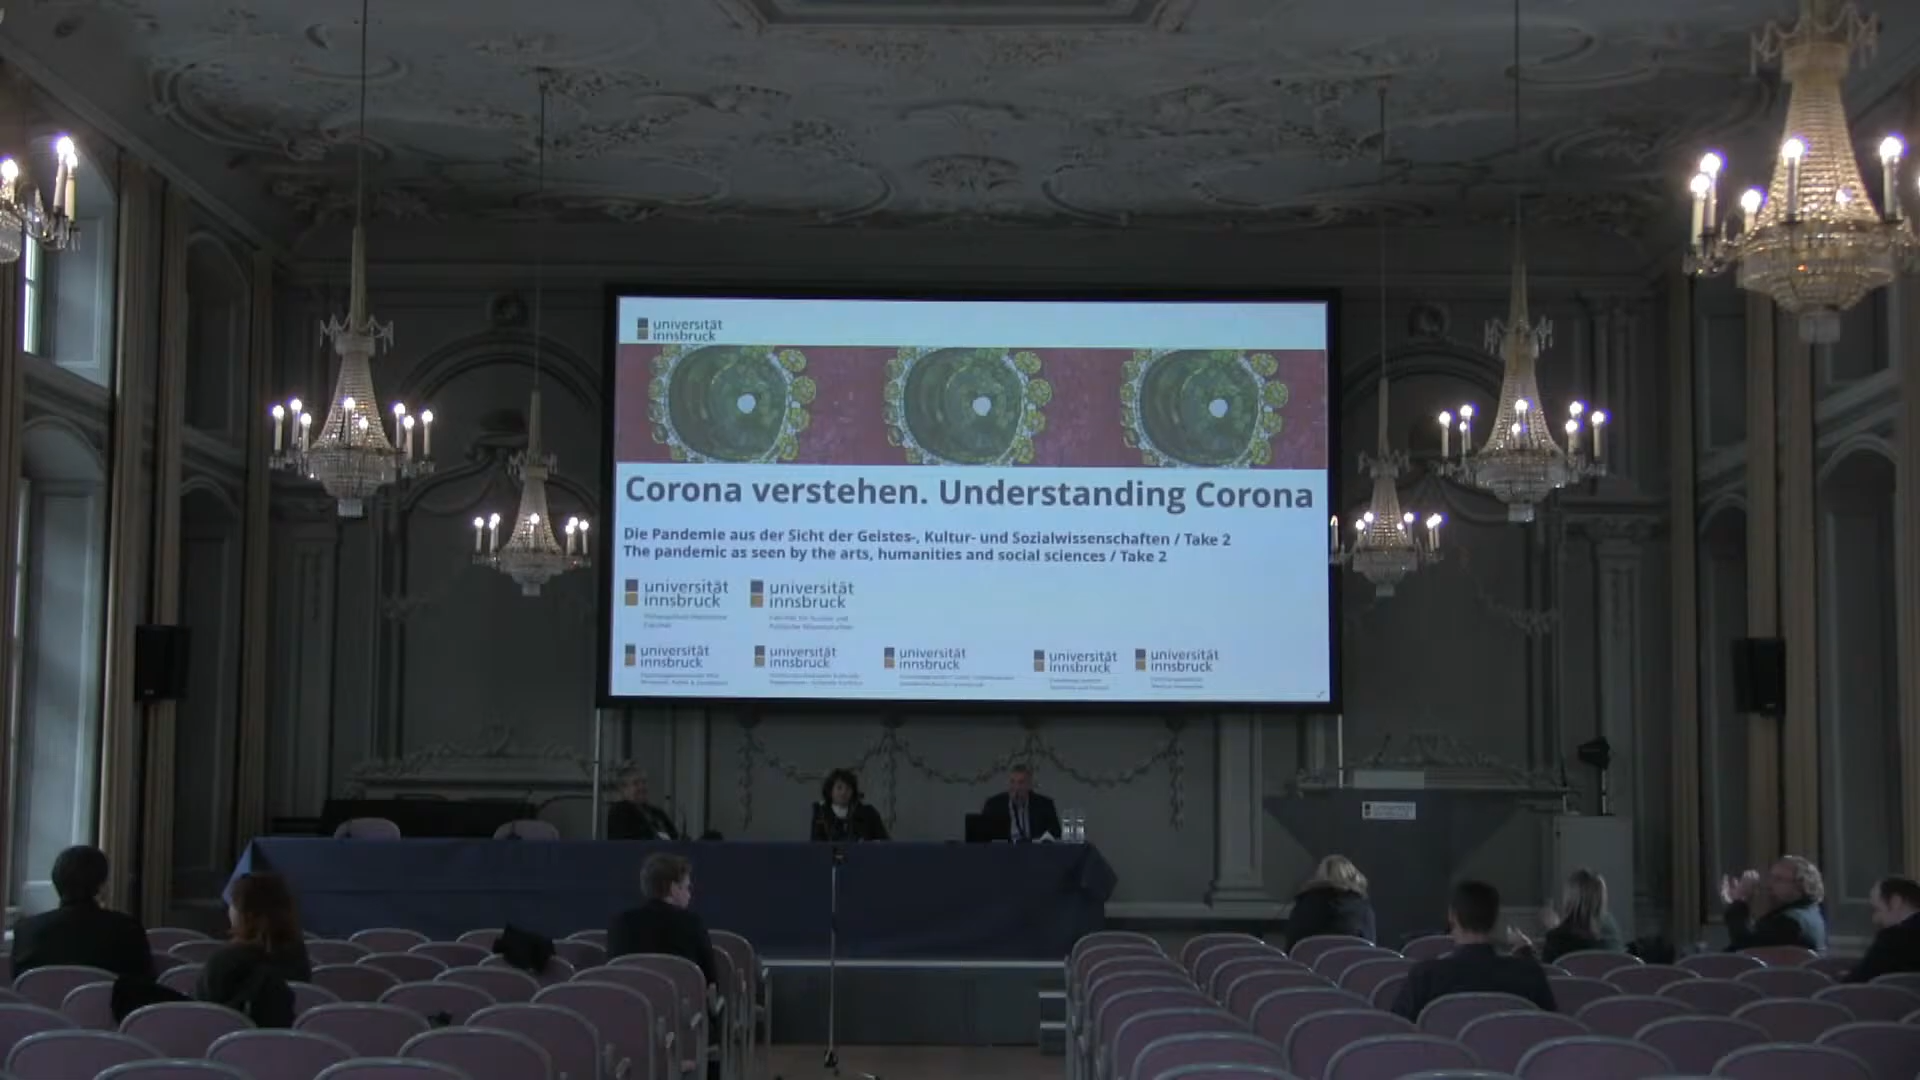 universität
innsbruck
Corona verstehen. Understanding Corona
Die Pandemie aus der Sicht der Geistes-, Kultur- und Sozialwissenschaften / Take 2
The pandemic as seen by the arts, humanities and social sciences / Take 2
universität
innsbruck
universität
innsbruck
universität
innsbruck
universität
innsbruck
universität
innsbruck
universität
innsbruck
universität
innsbruck